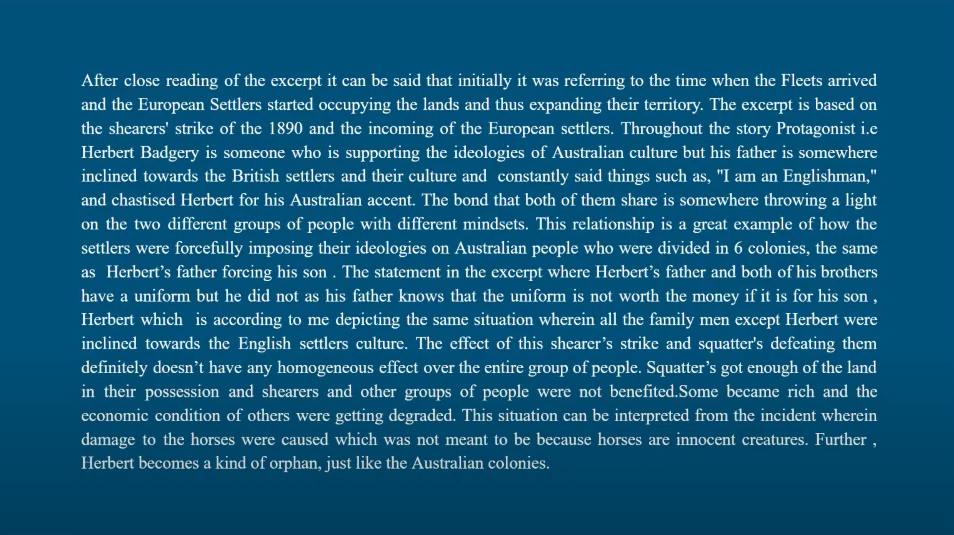 After close reading of the excerpt it can be said that initially it was referring to the time when the Fleets arrived
and the European Settlers started occupying the lands and thus expanding their territory. The excerpt is based on
the shearers' strike of the 1890 and the incoming of the European settlers. Throughout the story Protagonist i.e
Herbert Badgery is someone who is supporting the ideologies of Australian culture but his father is somewhere
inclined towards the British settlers and their culture and  constantly said things such as, "I am an Englishman,"
and chastised Herbert for his Australian accent. The bond that both of them share is somewhere throwing a light
on the two different groups of people with different mindsets. This relationship is a great example of how the
settlers were forcefully imposing their ideologies on Australian people who were divided in 6 colonies, the same
as  Herbert’s father forcing his son . The statement in the excerpt where Herbert’s father and both of his brothers
have a uniform but he did not as his father knows that the uniform is not worth the money if it is for his son ,
Herbert which  is according to me depicting the same situation wherein all the family men except Herbert were
inclined towards the English settlers culture. The effect of this shearer’s strike and squatter's defeating them
definitely doesn’t have any homogeneous effect over the entire group of people. Squatter’s got enough of the land
in their possession and shearers and other groups of people were not benefited.Some became rich and the
economic condition of others were getting degraded. This situation can be interpreted from the incident wherein
damage to the horses were caused which was not meant to be because horses are innocent creatures. Further ,
Herbert becomes a kind of orphan, just like the Australian colonies.